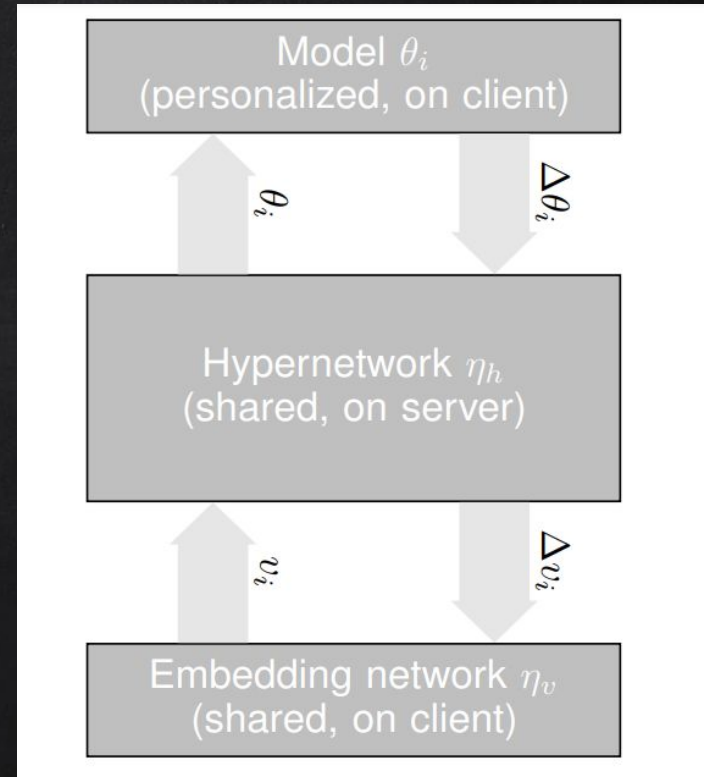 Model θᵢ
(personalized, on client)
θᵢ
Δθᵢ
Hypernetwork ηₕ
(shared, on server)
vᵢ
Δvᵢ
Embedding network ηᵥ
(shared, on client)